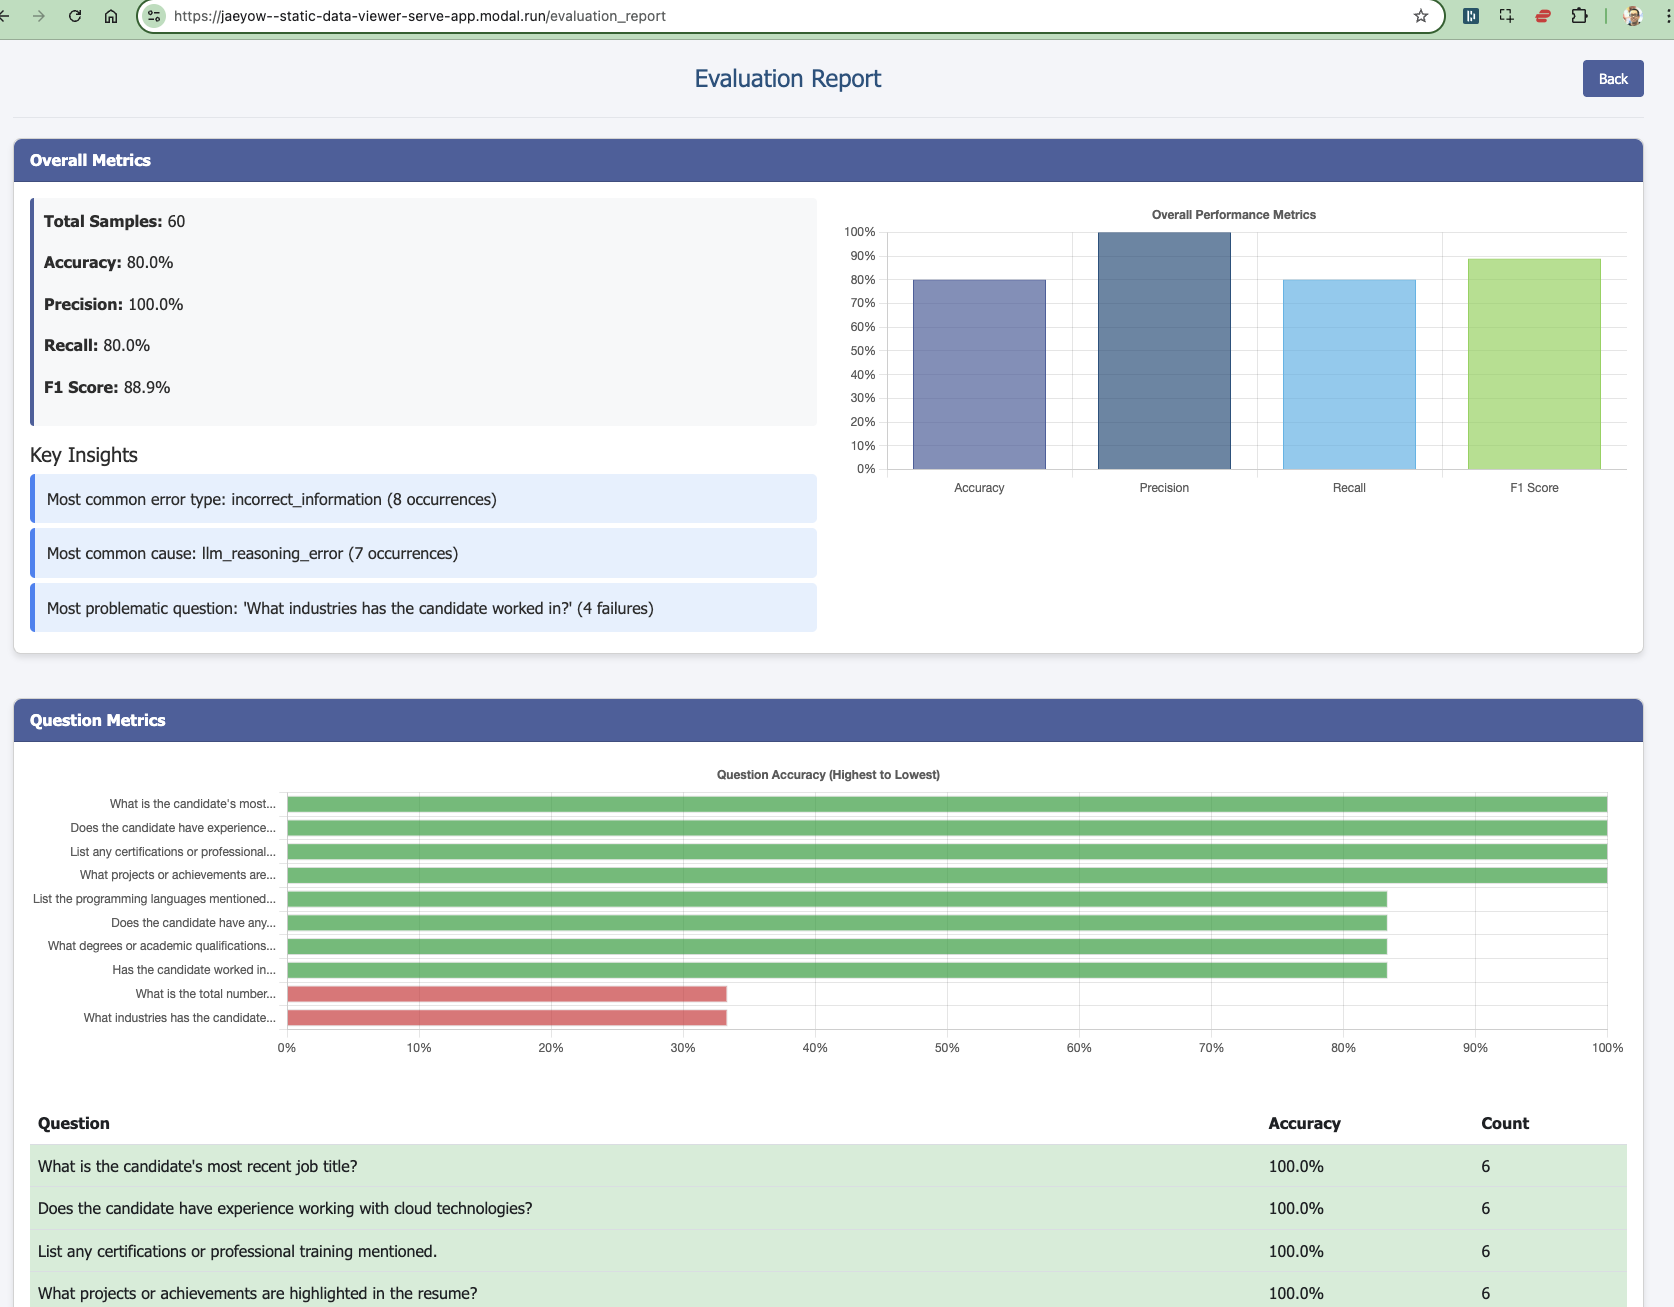 https://jaeyow--static-data-viewer-serve-app.modal.run/evaluation_report
Evaluation Report
Back
Overall Metrics
Total Samples: 60
Accuracy: 80.0%
Precision: 100.0%
Recall: 80.0%
F1 Score: 88.9%
Key Insights
Most common error type: incorrect_information (8 occurrences)
Most common cause: llm_reasoning_error (7 occurrences)
Most problematic question: 'What industries has the candidate worked in?' (4 failures)
Overall Performance Metrics
100%
90%
80%
70%
60%
50%
40%
30%
20%
10%
0%
Accuracy Precision Recall F1 Score
Question Metrics
Question Accuracy (Highest to Lowest)
What is the candidate's most...
Does the candidate have experience...
List any certifications or professional...
What projects or achievements are...
List the programming languages mentioned...
Does the candidate have any...
What degrees or academic qualifications...
Has the candidate worked in...
What is the total number...
What industries has the candidate...
0% 10% 20% 30% 40% 50% 60% 70% 80% 90% 100%
Question Accuracy Count
What is the candidate's most recent job title? 100.0% 6
Does the candidate have experience working with cloud technologies? 100.0% 6
List any certifications or professional training mentioned. 100.0% 6
What projects or achievements are highlighted in the resume? 100.0% 6